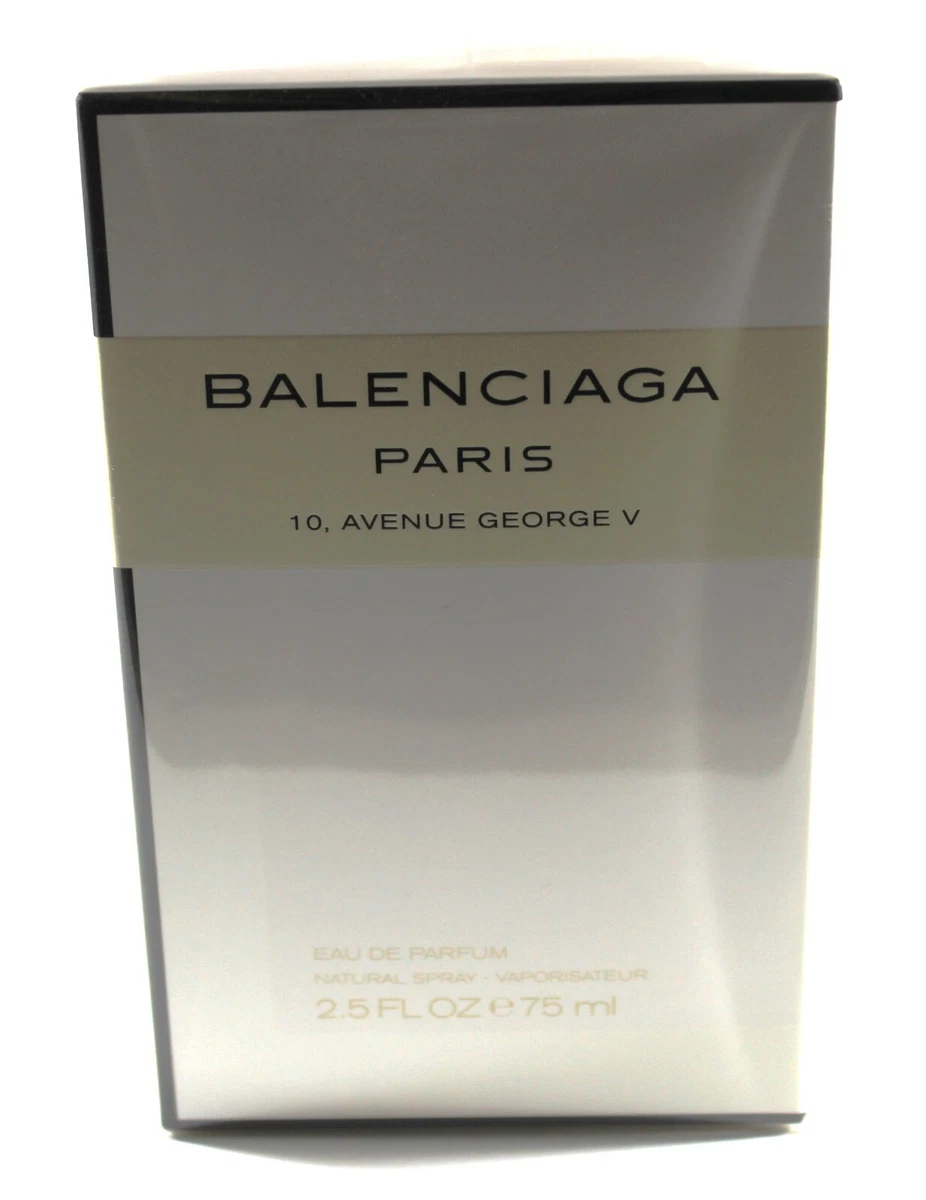 BALENCIAGA
PARIS
10, AVENUE GEORGE V
EAU DE PARFUM
NATURAL SPRAY · VAPORISATEUR
2.5 FL OZ ℮ 75 ml